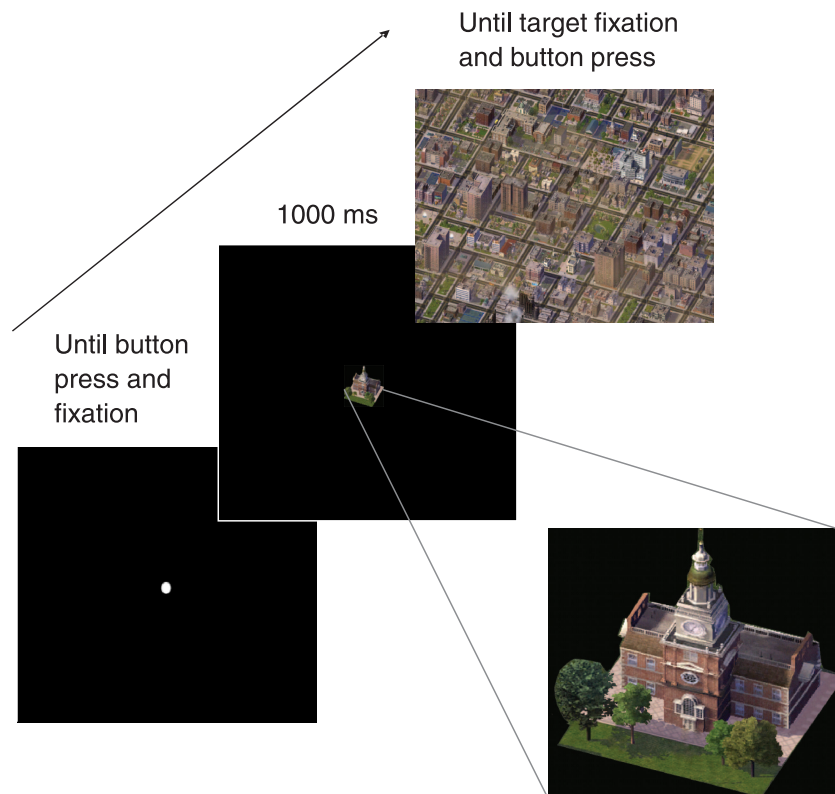 Until target fixation
and button press
1000 ms
Until button
press and
fixation